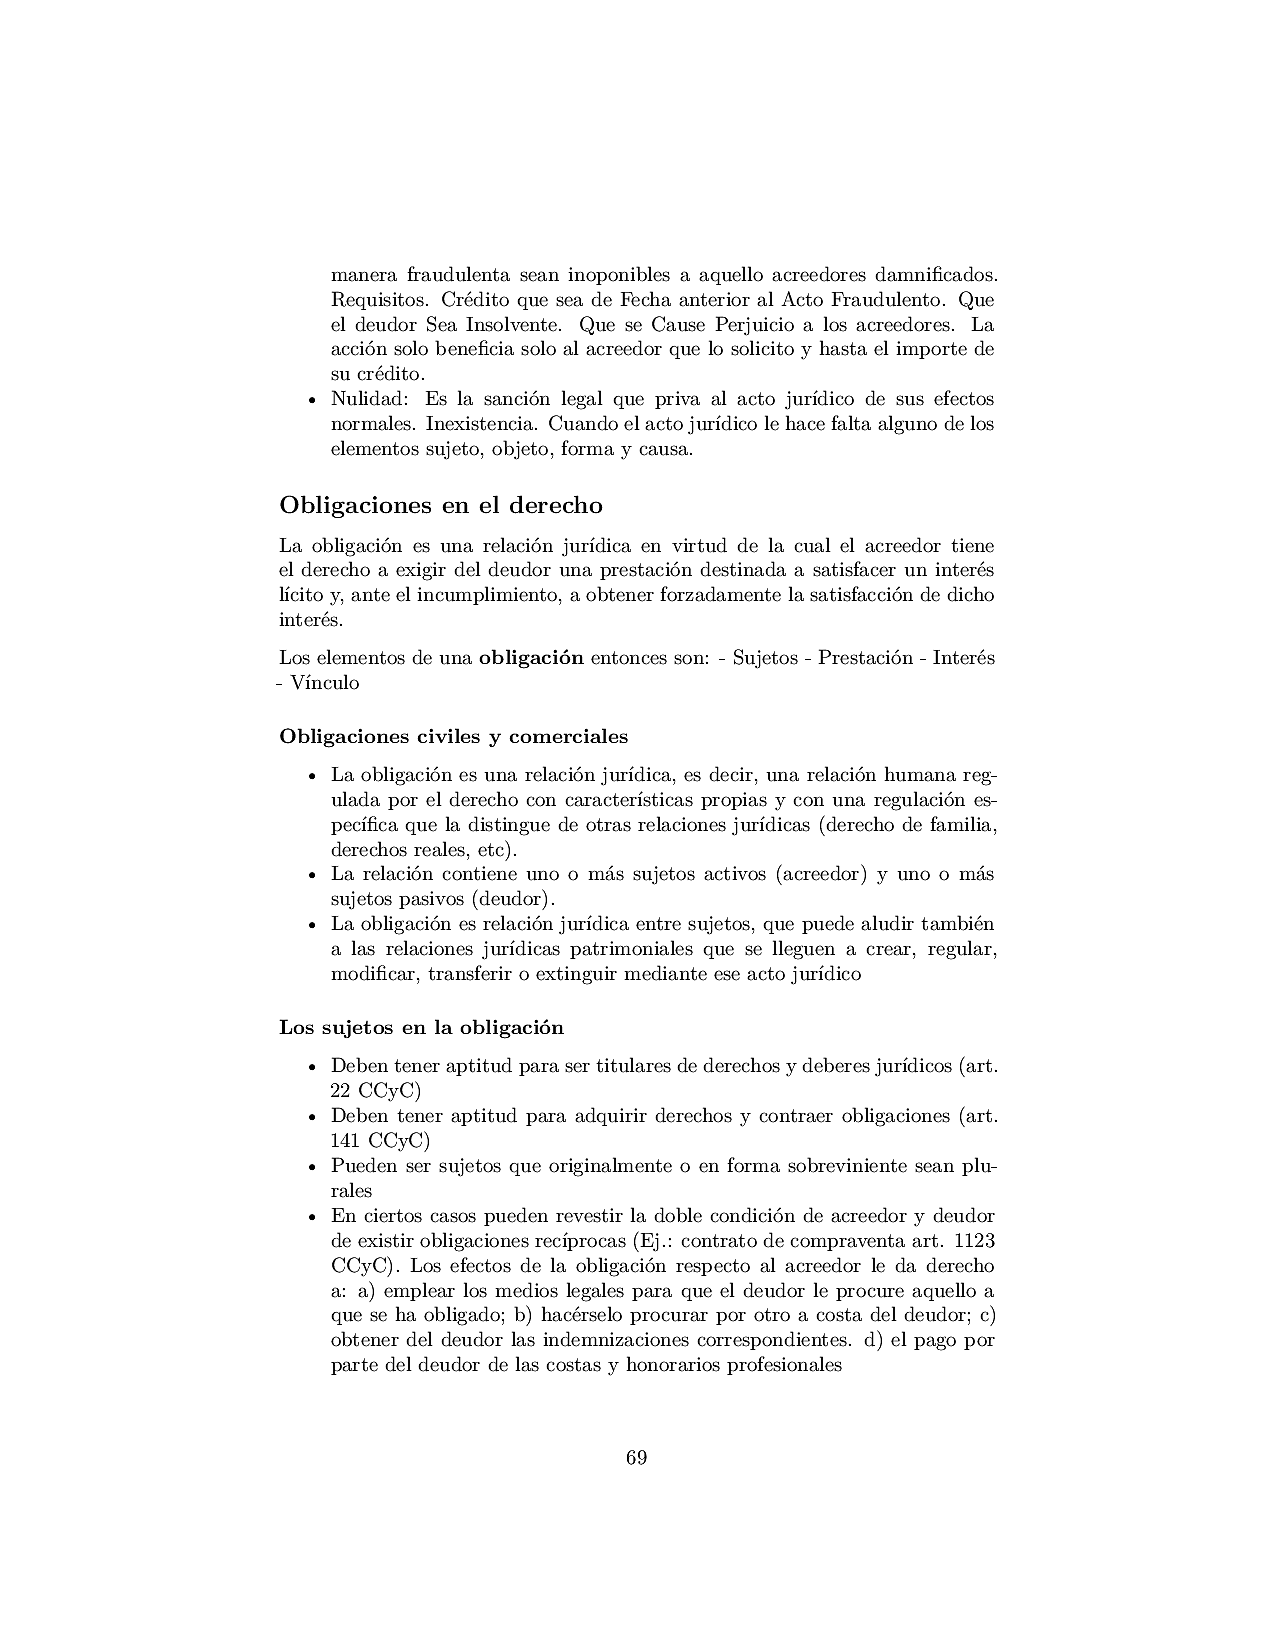 manera fraudulenta sean inoponibles a aquello acreedores damnificados.
Requisitos. Crédito que sea de Fecha anterior al Acto Fraudulento. Que
el deudor Sea Insolvente. Que se Cause Perjuicio a los acreedores. La
acción solo beneficia solo al acreedor que lo solicito y hasta el importe de
su crédito.
• Nulidad: Es la sanción legal que priva al acto jurídico de sus efectos
normales. Inexistencia. Cuando el acto jurídico le hace falta alguno de los
elementos sujeto, objeto, forma y causa.
Obligaciones en el derecho
La obligación es una relación jurídica en virtud de la cual el acreedor tiene
el derecho a exigir del deudor una prestación destinada a satisfacer un interés
lícito y, ante el incumplimiento, a obtener forzadamente la satisfacción de dicho
interés.
Los elementos de una obligación entonces son: - Sujetos - Prestación - Interés
- Vínculo
Obligaciones civiles y comerciales
• La obligación es una relación jurídica, es decir, una relación humana reg-
ulada por el derecho con características propias y con una regulación es-
pecífica que la distingue de otras relaciones jurídicas (derecho de familia,
derechos reales, etc).
• La relación contiene uno o más sujetos activos (acreedor) y uno o más
sujetos pasivos (deudor).
• La obligación es relación jurídica entre sujetos, que puede aludir también
a las relaciones jurídicas patrimoniales que se lleguen a crear, regular,
modificar, transferir o extinguir mediante ese acto jurídico
Los sujetos en la obligación
• Deben tener aptitud para ser titulares de derechos y deberes jurídicos (art.
22 CCyC)
• Deben tener aptitud para adquirir derechos y contraer obligaciones (art.
141 CCyC)
• Pueden ser sujetos que originalmente o en forma sobreviniente sean plu-
rales
• En ciertos casos pueden revestir la doble condición de acreedor y deudor
de existir obligaciones recíprocas (Ej.: contrato de compraventa art. 1123
CCyC). Los efectos de la obligación respecto al acreedor le da derecho
a: a) emplear los medios legales para que el deudor le procure aquello a
que se ha obligado; b) hacérselo procurar por otro a costa del deudor; c)
obtener del deudor las indemnizaciones correspondientes. d) el pago por
parte del deudor de las costas y honorarios profesionales
69